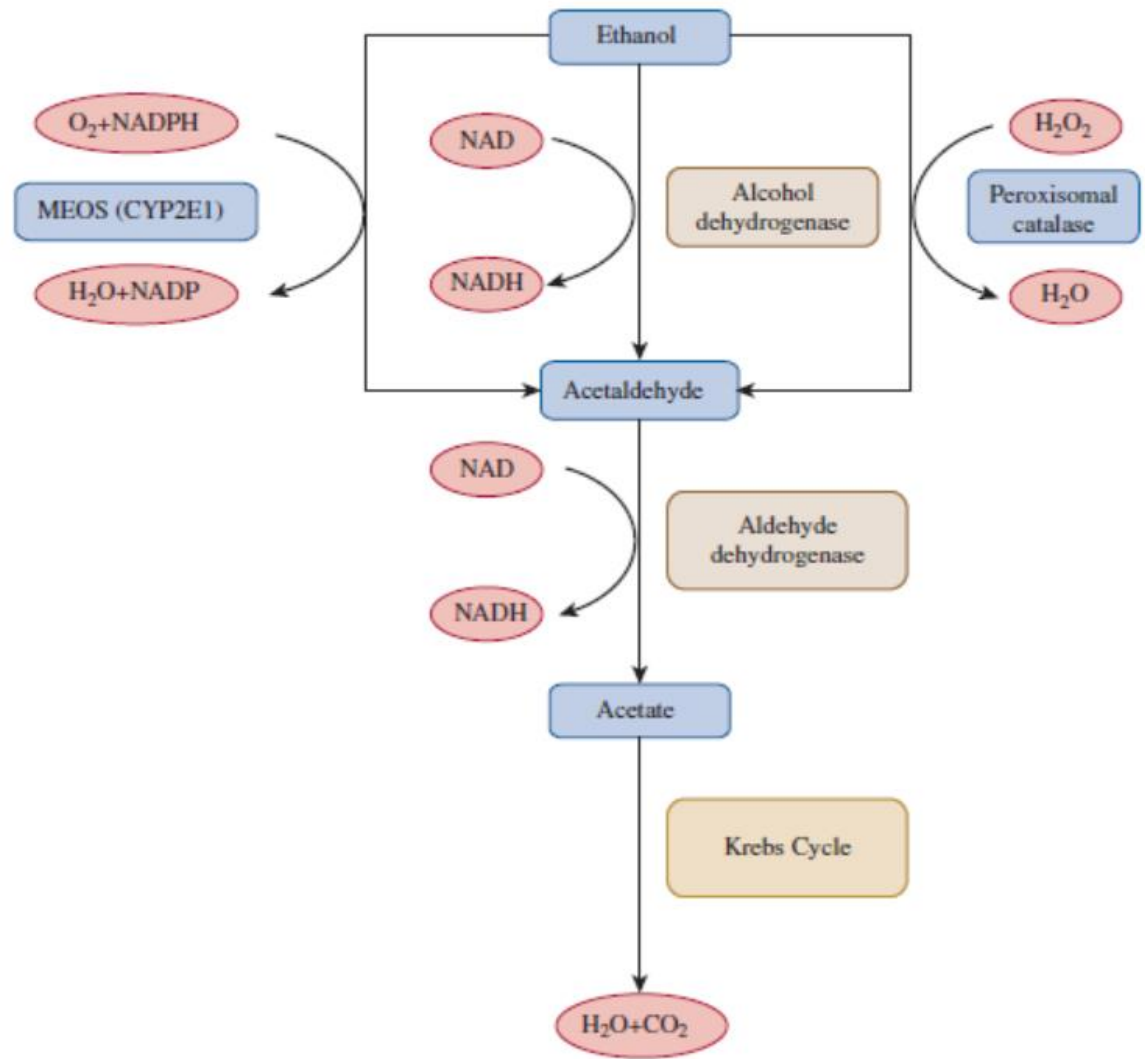 Ethanol
O₂+NADPH
NAD
H₂O₂
MEOS (CYP2E1)
Alcohol
dehydrogenase
Peroxisomal
catalase
H₂O+NADP
NADH
H₂O
Acetaldehyde
NAD
Aldehyde
dehydrogenase
NADH
Acetate
Krebs Cycle
H₂O+CO₂